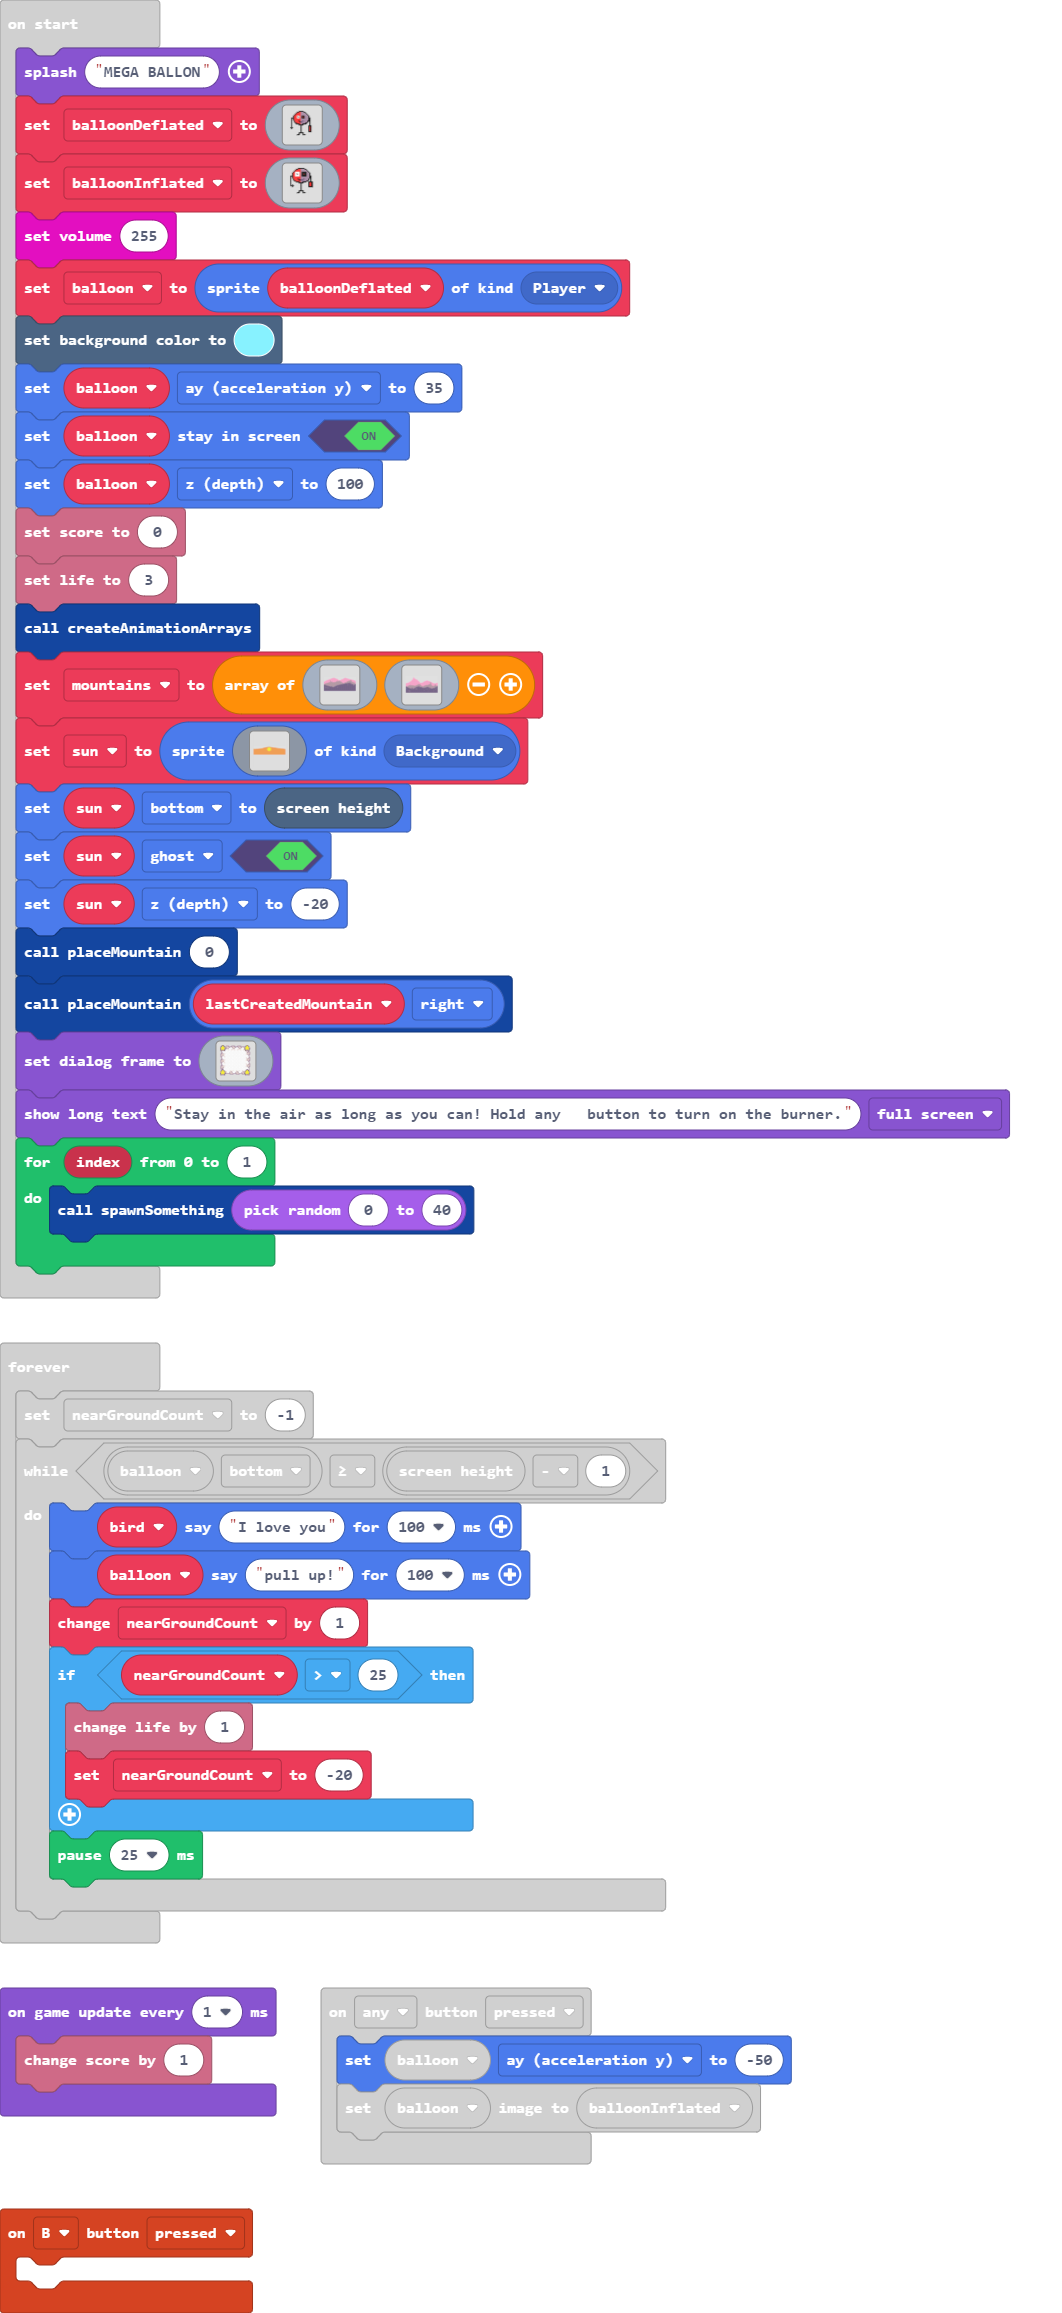 on start
splash "MEGA BALLON"
set balloonDeflated to
set balloonInflated to
set volume 255
set balloon to sprite balloonDeflated of kind Player
set background color to
set balloon ay (acceleration y) to 35
set balloon stay in screen ON
set balloon z (depth) to 100
set score to 0
set life to 3
call createAnimationArrays
set mountains to array of
set sun to sprite of kind Background
set sun bottom to screen height
set sun ghost ON
set sun z (depth) to -20
call placeMountain 0
call placeMountain lastCreatedMountain right
set dialog frame to
show long text "Stay in the air as long as you can! Hold any button to turn on the burner." full screen
for index from 0 to 1
do
call spawnSomething pick random 0 to 40
forever
set nearGroundCount to -1
while balloon bottom ≥ screen height - 1
do
bird say "I love you" for 100 ms
balloon say "pull up!" for 100 ms
change nearGroundCount by 1
if nearGroundCount > 25 then
change life by 1
set nearGroundCount to -20
pause 25 ms
on game update every 1 ms
change score by 1
on any button pressed
set balloon ay (acceleration y) to -50
set balloon image to balloonInflated
on B button pressed